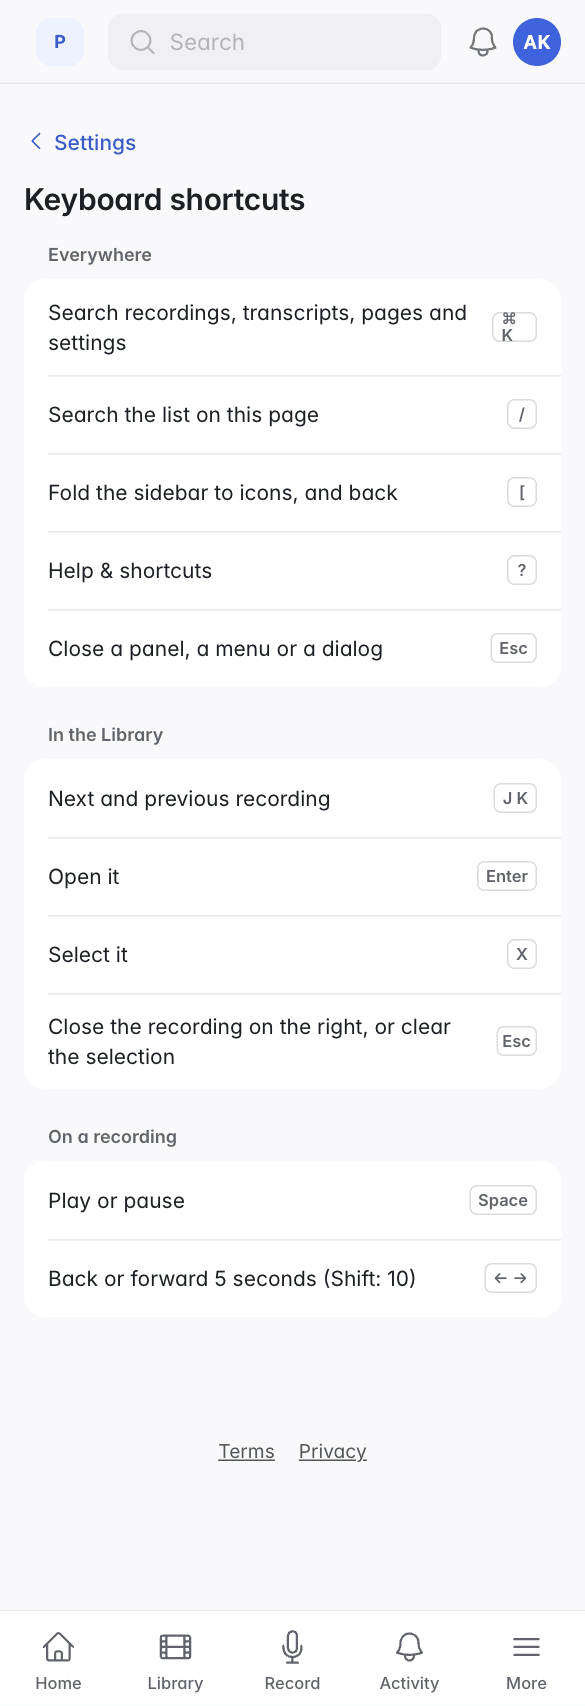 P
Search
AK
Settings
Keyboard shortcuts
Everywhere
Search recordings, transcripts, pages and
settings
⌘
K
Search the list on this page
/
Fold the sidebar to icons, and back
[
Help & shortcuts
?
Close a panel, a menu or a dialog
Esc
In the Library
Next and previous recording
J K
Open it
Enter
Select it
X
Close the recording on the right, or clear
the selection
Esc
On a recording
Play or pause
Space
Back or forward 5 seconds (Shift: 10)
← →
Terms Privacy
Home Library Record Activity More